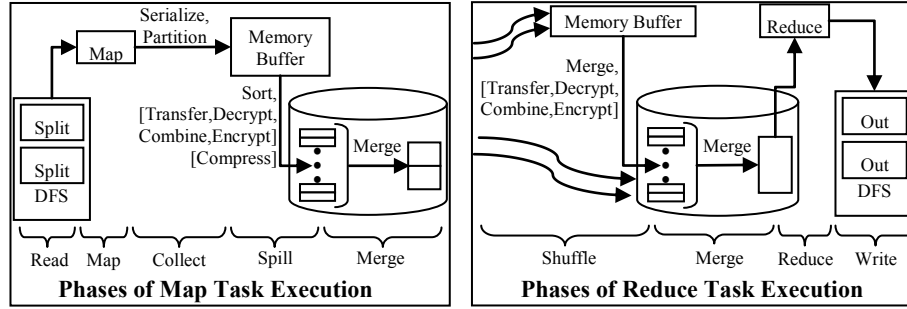 Serialize,
Partition
Map
Memory
Buffer
Sort,
[Transfer,Decrypt,
Combine,Encrypt]
[Compress]
Split
Split
DFS
Merge
Read
Map
Collect
Spill
Merge
Phases of Map Task Execution
Memory Buffer
Reduce
Merge,
[Transfer,Decrypt,
Combine,Encrypt]
Merge
Out
Out
DFS
Shuffle
Merge
Reduce
Write
Phases of Reduce Task Execution